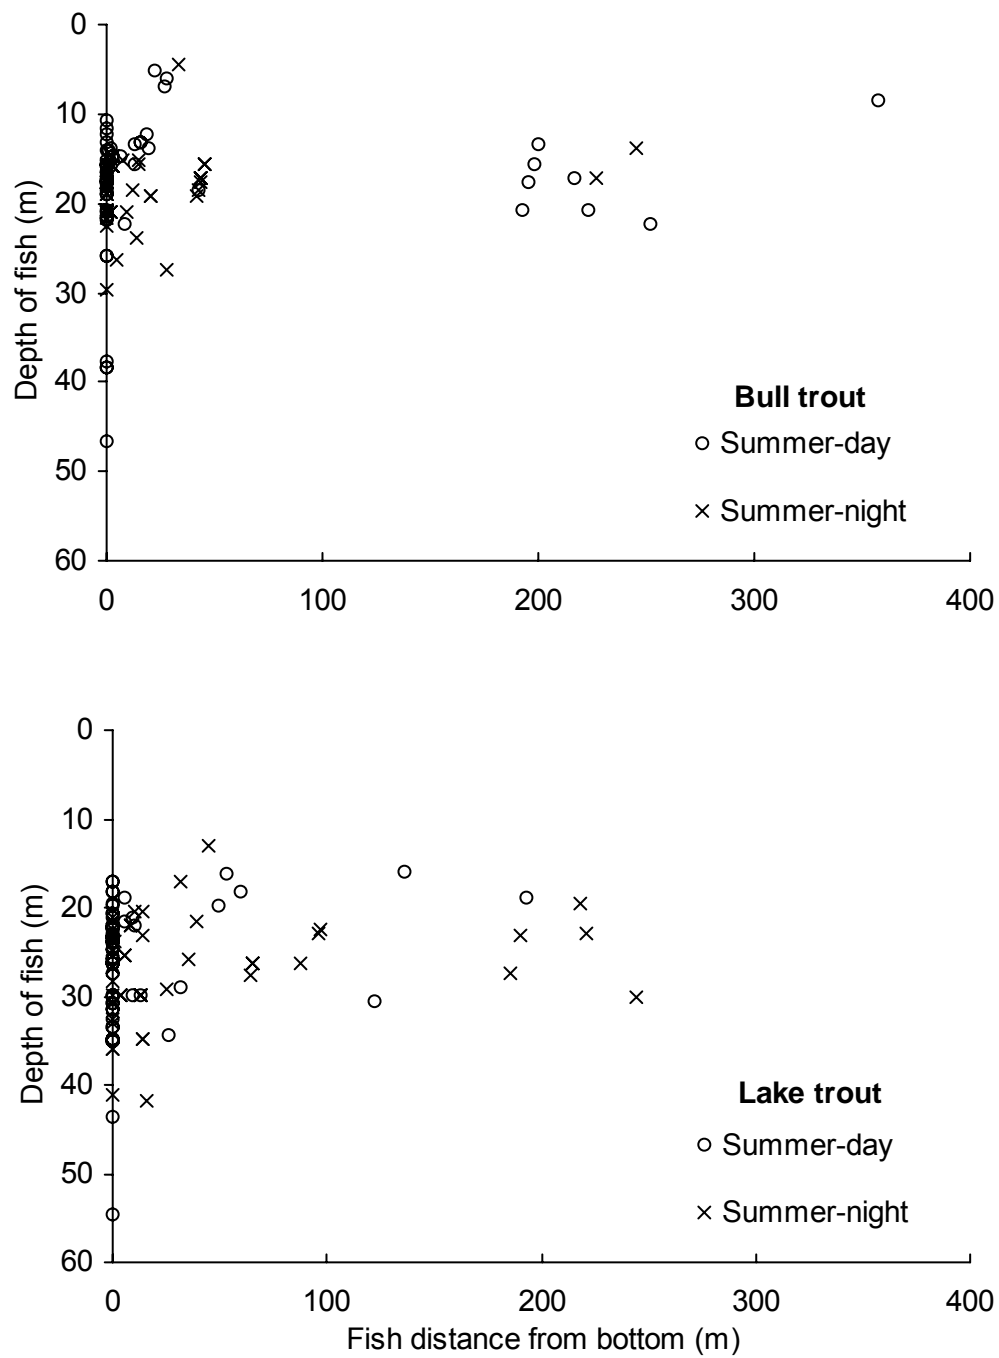 0
10
20
30
40
50
60
Depth of fish (m)
Bull trout
Summer-day
Summer-night
0 100 200 300 400
0
10
20
30
40
50
60
Depth of fish (m)
Lake trout
Summer-day
Summer-night
0 100 200 300 400
Fish distance from bottom (m)